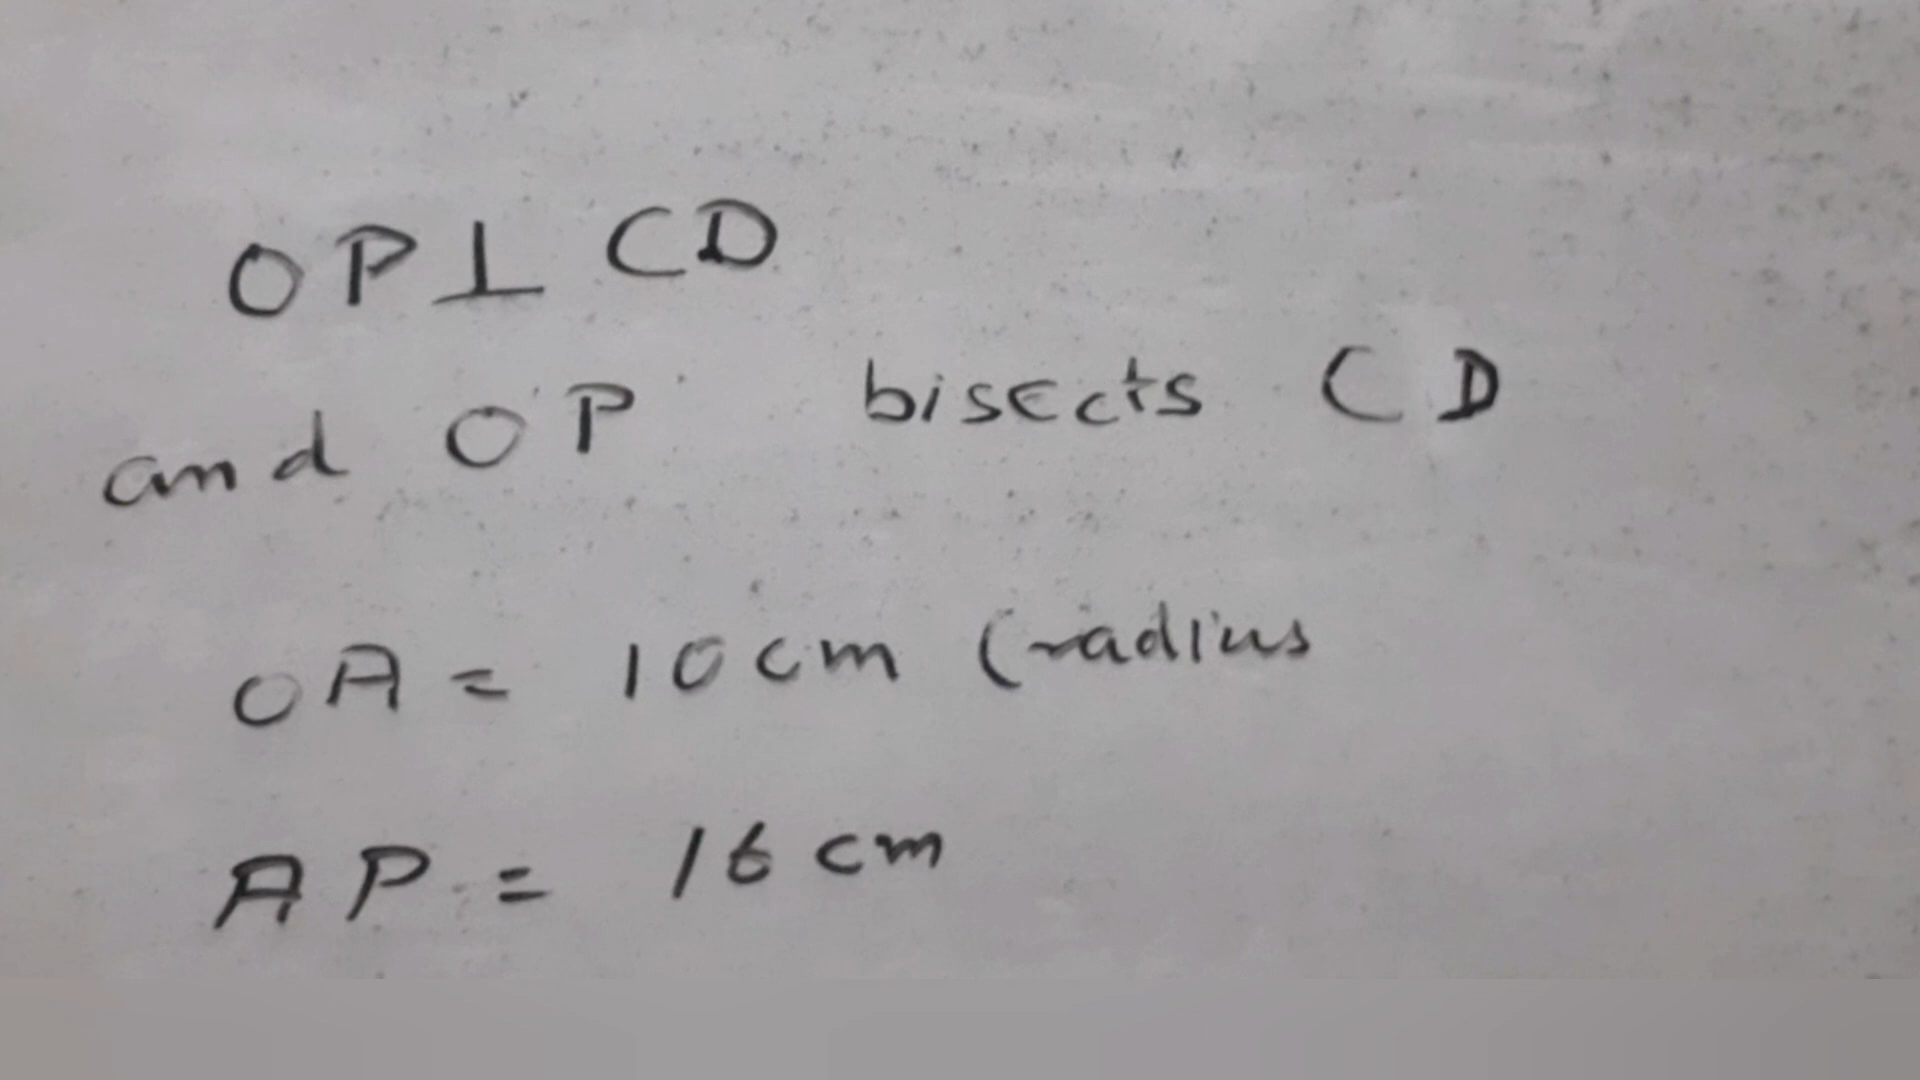 OP⊥ CD
and OP bisects CD
OA = 10cm (radius
AP = 16 cm